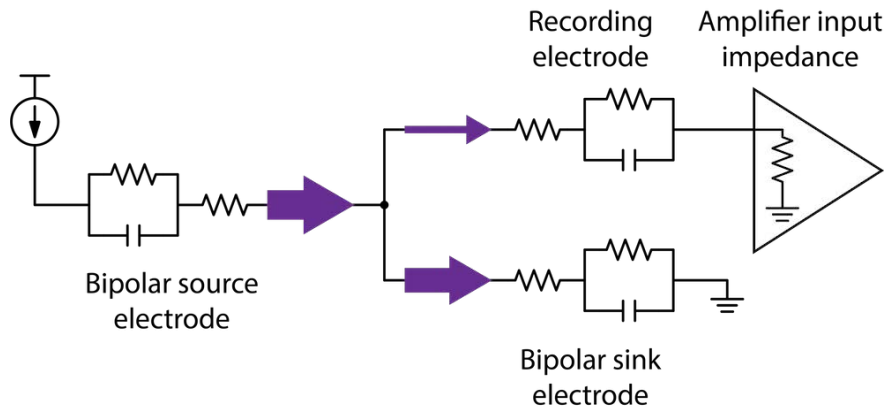 Recording
electrode
Amplifier input
impedance
Bipolar source
electrode
Bipolar sink
electrode